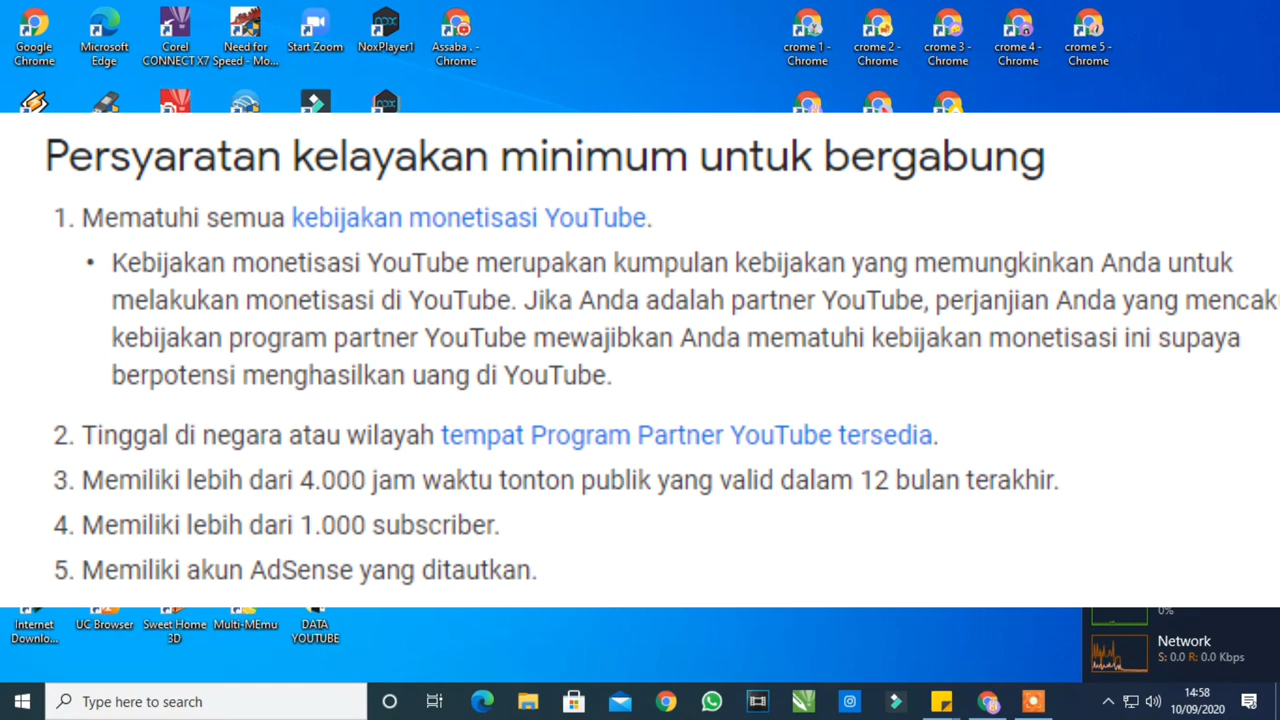 Google Chrome
Microsoft Edge
Corel CONNECT X7
Need for Speed - Mo...
Start Zoom
NoxPlayer1
Assaba . - Chrome
crome 1 - Chrome
crome 2 - Chrome
crome 3 - Chrome
crome 4 - Chrome
crome 5 - Chrome
Persyaratan kelayakan minimum untuk bergabung
1. Mematuhi semua kebijakan monetisasi YouTube.
• Kebijakan monetisasi YouTube merupakan kumpulan kebijakan yang memungkinkan Anda untuk
melakukan monetisasi di YouTube. Jika Anda adalah partner YouTube, perjanjian Anda yang mencaku
kebijakan program partner YouTube mewajibkan Anda mematuhi kebijakan monetisasi ini supaya
berpotensi menghasilkan uang di YouTube.
2. Tinggal di negara atau wilayah tempat Program Partner YouTube tersedia.
3. Memiliki lebih dari 4.000 jam waktu tonton publik yang valid dalam 12 bulan terakhir.
4. Memiliki lebih dari 1.000 subscriber.
5. Memiliki akun AdSense yang ditautkan.
Internet Downlo...
UC Browser
Sweet Home 3D
Multi-MEmu
DATA YOUTUBE
0%
Network
S: 0.0 R: 0.0 Kbps
Type here to search
14:58
10/09/2020